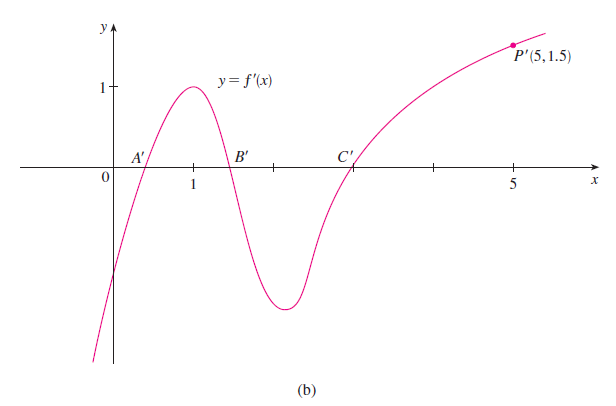 y
y = f′(x)
P′(5, 1.5)
1
A′
B′
C′
0
1
5
x
(b)